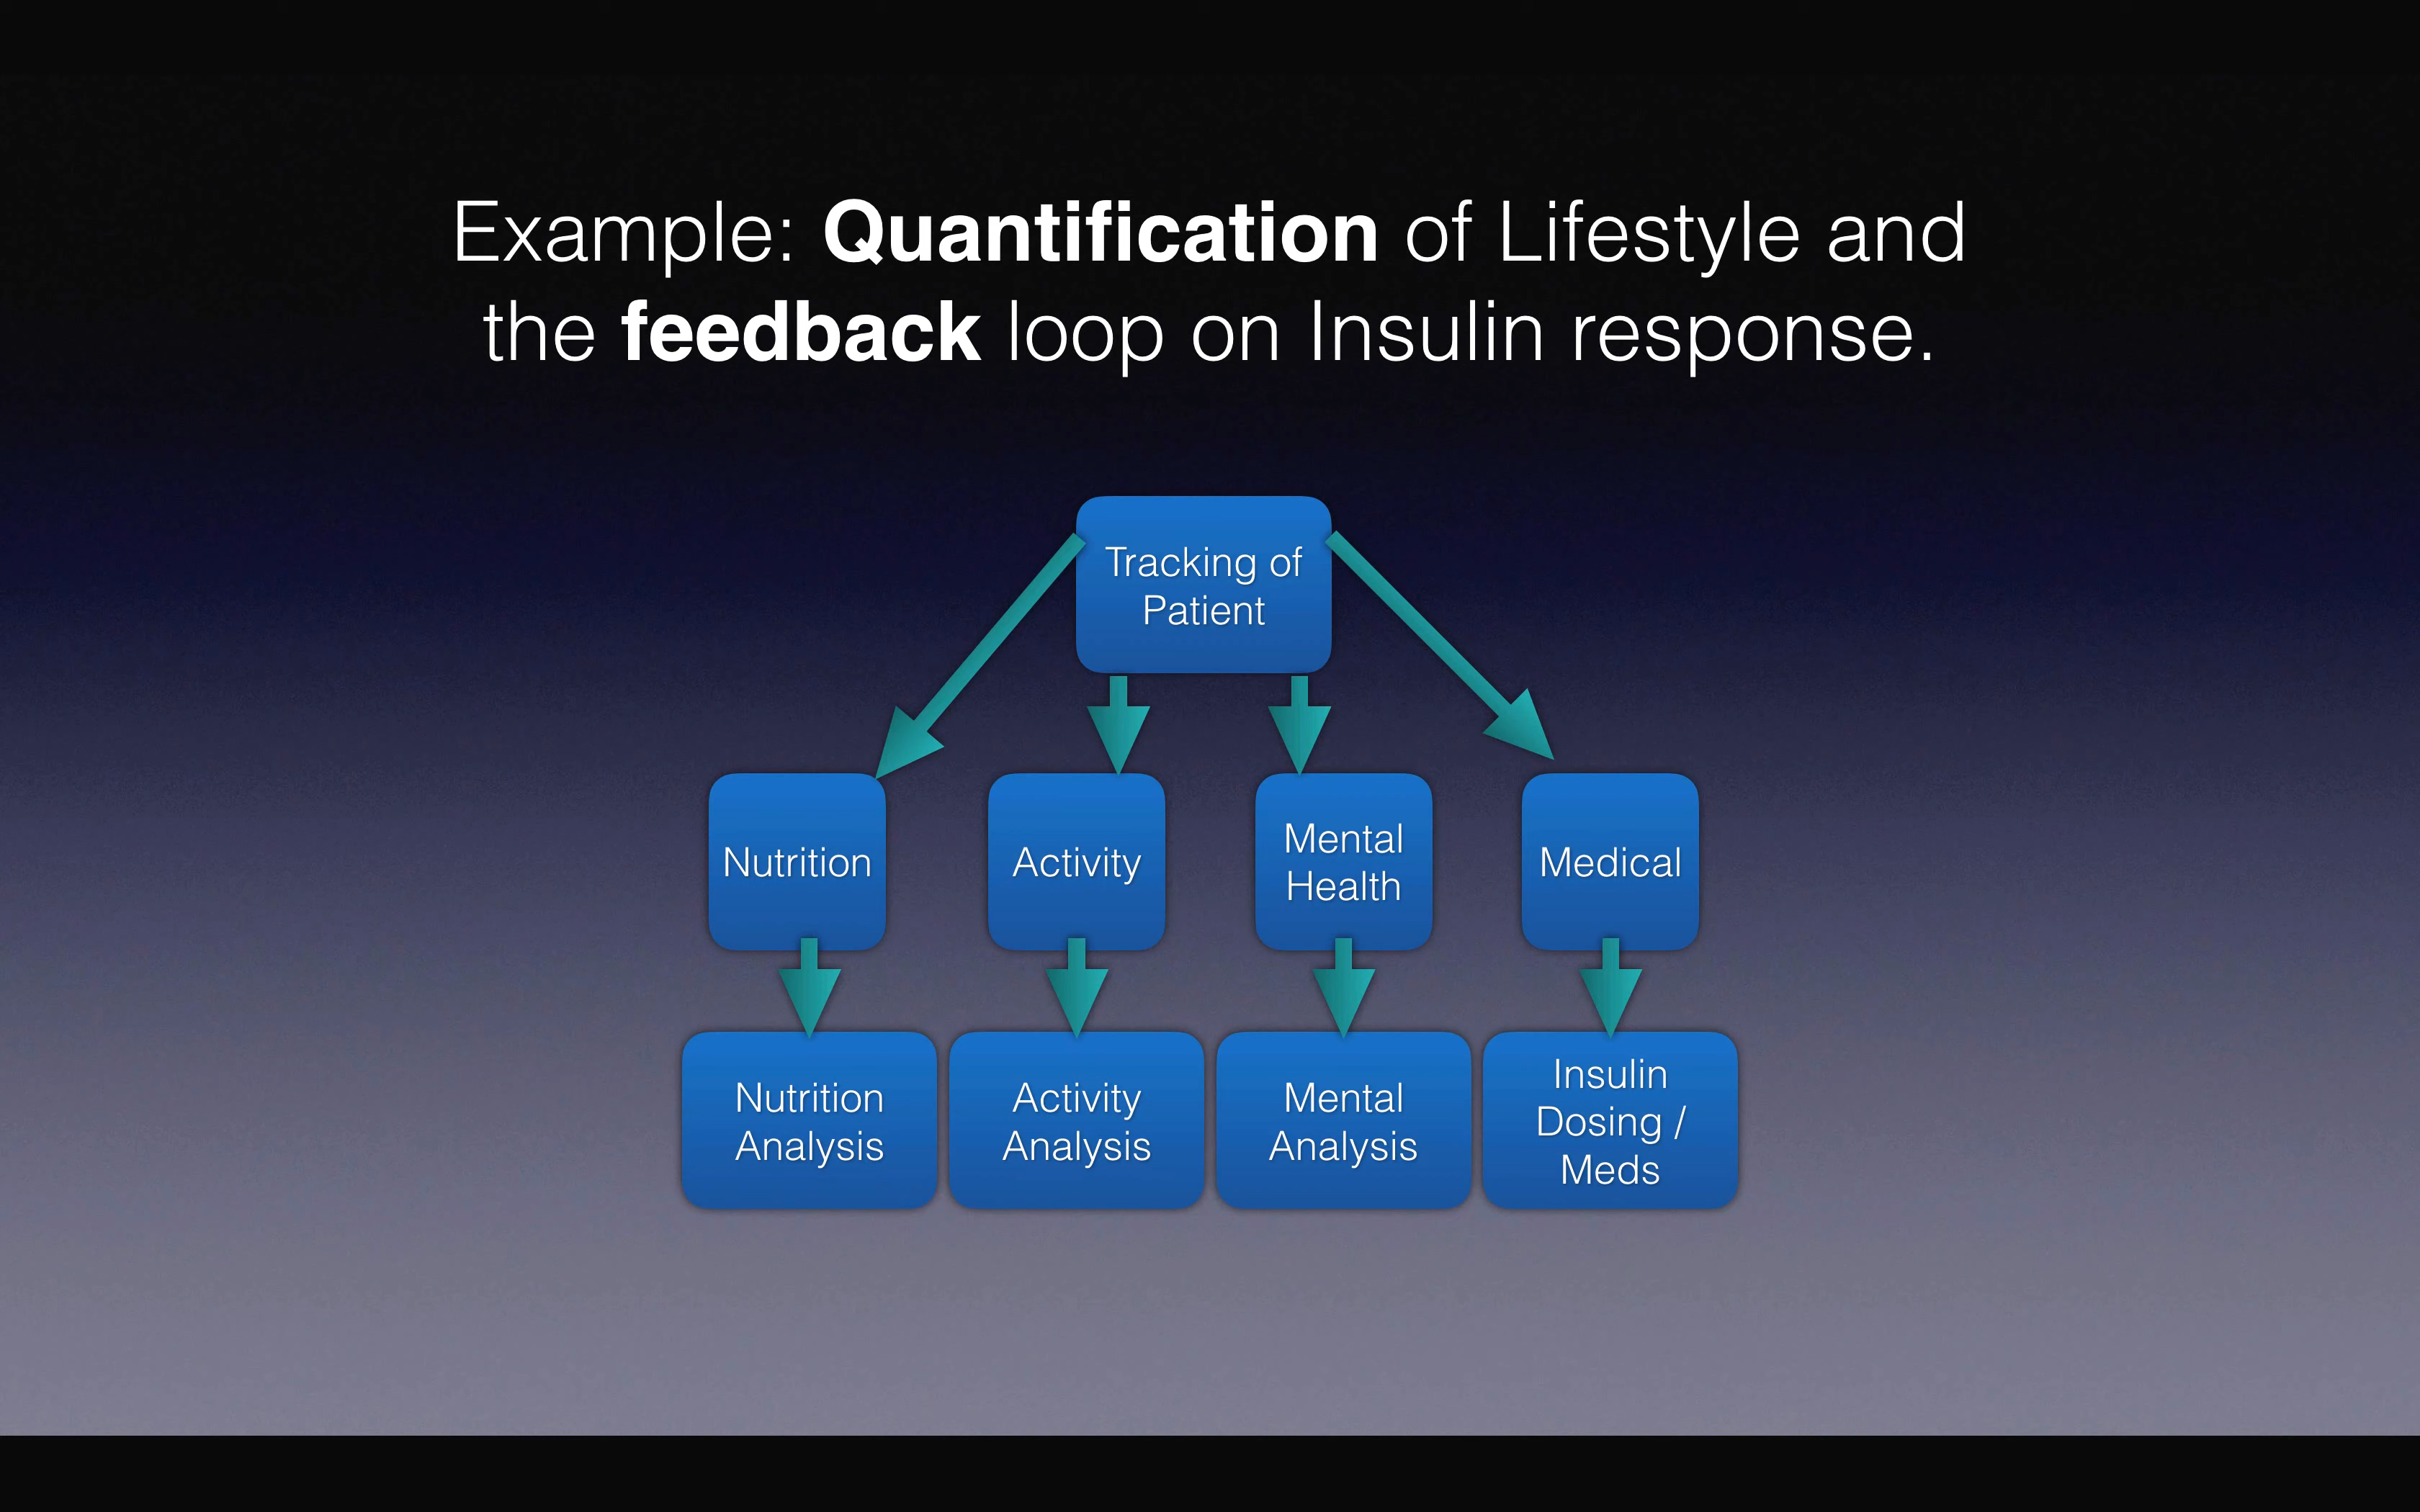 Example: Quantification of Lifestyle and
the feedback loop on Insulin response.
Tracking of
Patient
Nutrition
Activity
Mental
Health
Medical
Nutrition
Analysis
Activity
Analysis
Mental
Analysis
Insulin
Dosing /
Meds